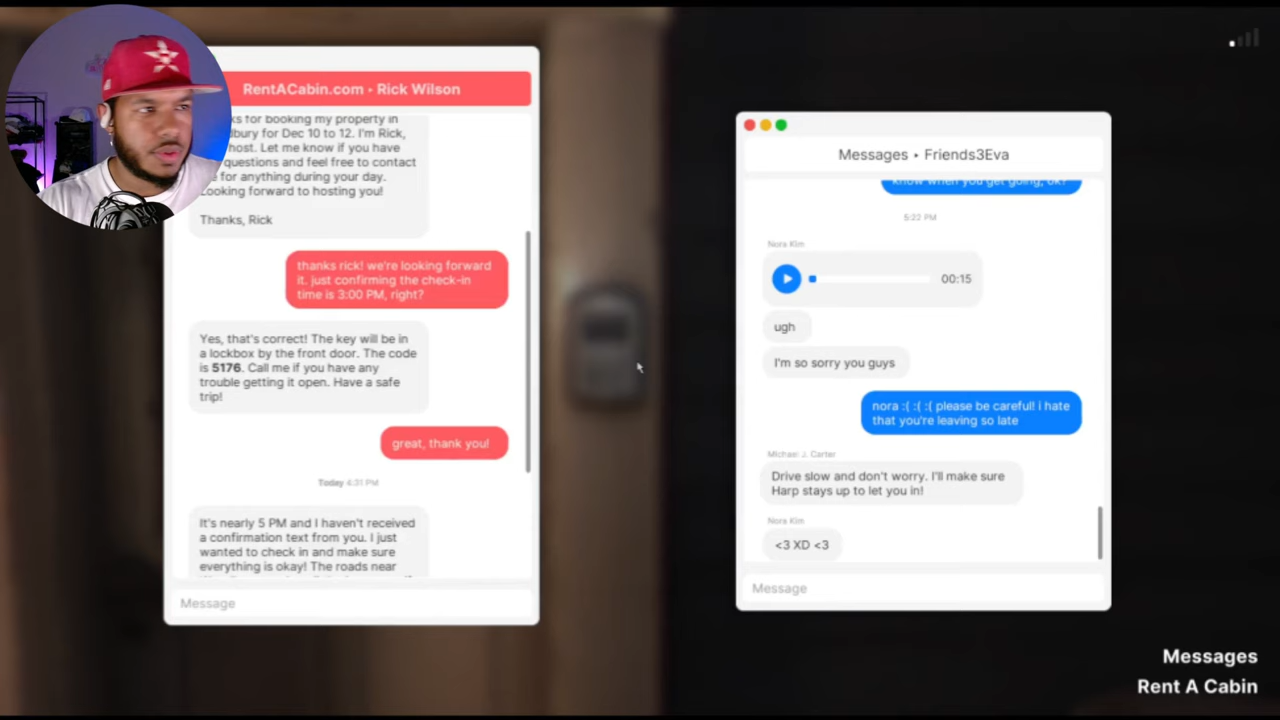 RentACabin.com • Rick Wilson
for booking my property in
for Dec 10 to 12. I'm Rick,
host. Let me know if you have
questions and feel free to contact
for anything during your day.
Looking forward to hosting you!
Thanks, Rick
thanks rick! we're looking forward
it. just confirming the check-in
time is 3:00 PM, right?
Yes, that's correct! The key will be in
a lockbox by the front door. The code
is 5176. Call me if you have any
trouble getting it open. Have a safe
trip!
great, thank you!
Today 4:31 PM
It's nearly 5 PM and I haven't received
a confirmation text from you. I just
wanted to check in and make sure
everything is okay! The roads near
Message
Messages • Friends3Eva
know when you get going, ok?
5:22 PM
Nora Kim
00:15
ugh
I'm so sorry you guys
nora :( :( :( please be careful! i hate
that you're leaving so late
Michael J. Carter
Drive slow and don't worry. I'll make sure
Harp stays up to let you in!
Nora Kim
<3 XD <3
Message
Messages
Rent A Cabin